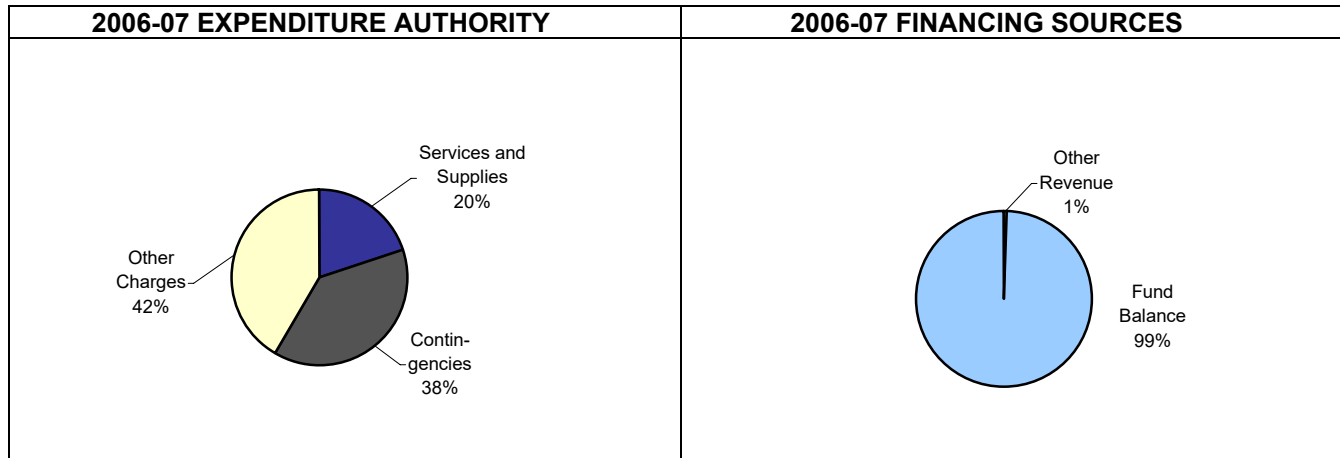 2006-07 EXPENDITURE AUTHORITY
2006-07 FINANCING SOURCES
Services and
Supplies
20%
Other
Charges
42%
Contin-
gencies
38%
Other
Revenue
1%
Fund
Balance
99%